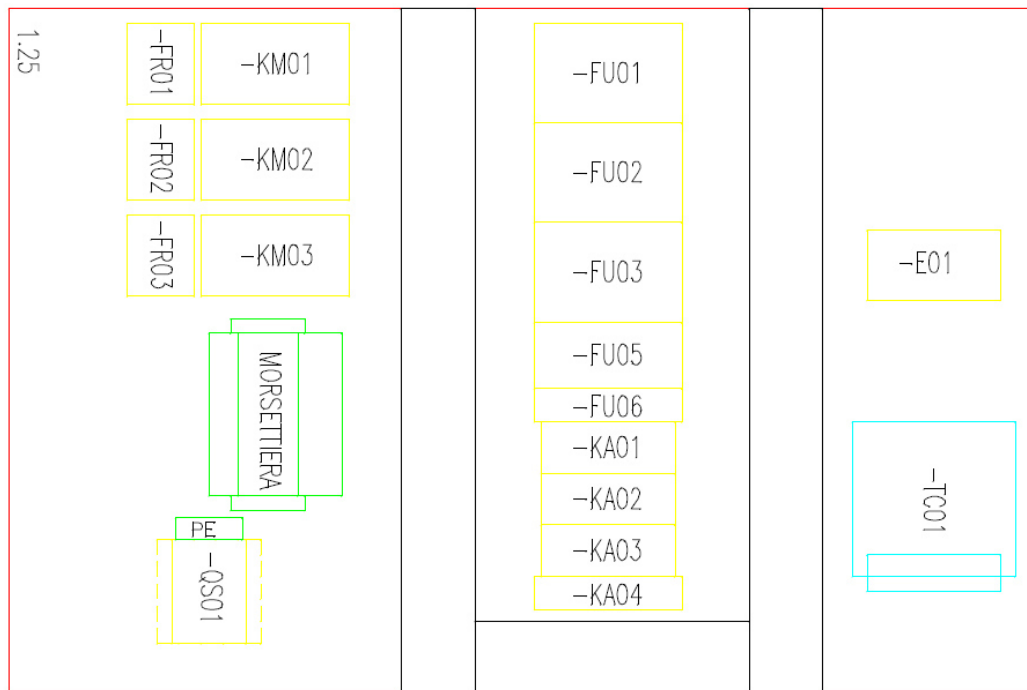 1.25
-FR01
-KM01
-FR02
-KM02
-FR03
-KM03
MORSETTIERA
PE
-QS01
-FU01
-FU02
-FU03
-FU05
-FU06
-KA01
-KA02
-KA03
-KA04
-E01
-TC01